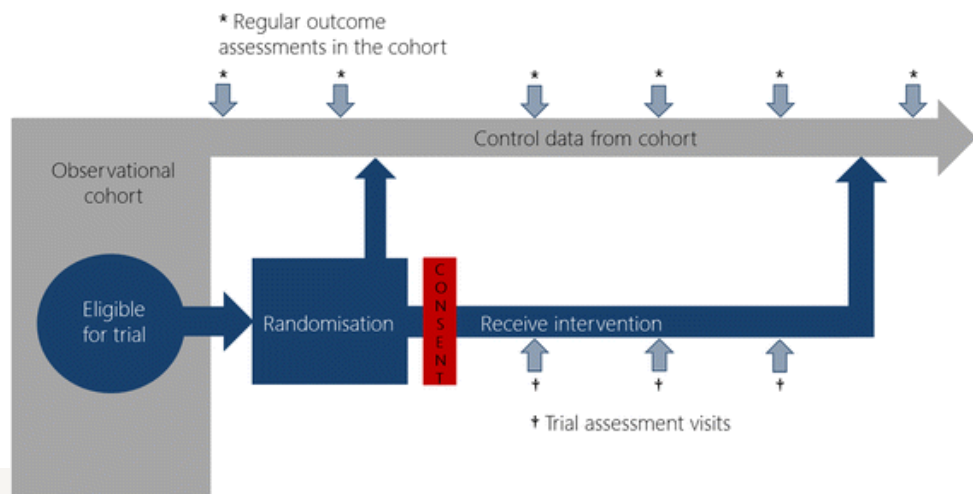 * Regular outcome
assessments in the cohort
* * * * * *
Control data from cohort
Observational
cohort
Eligible
for trial
Randomisation
CONSENT
Receive intervention
† † †
† Trial assessment visits